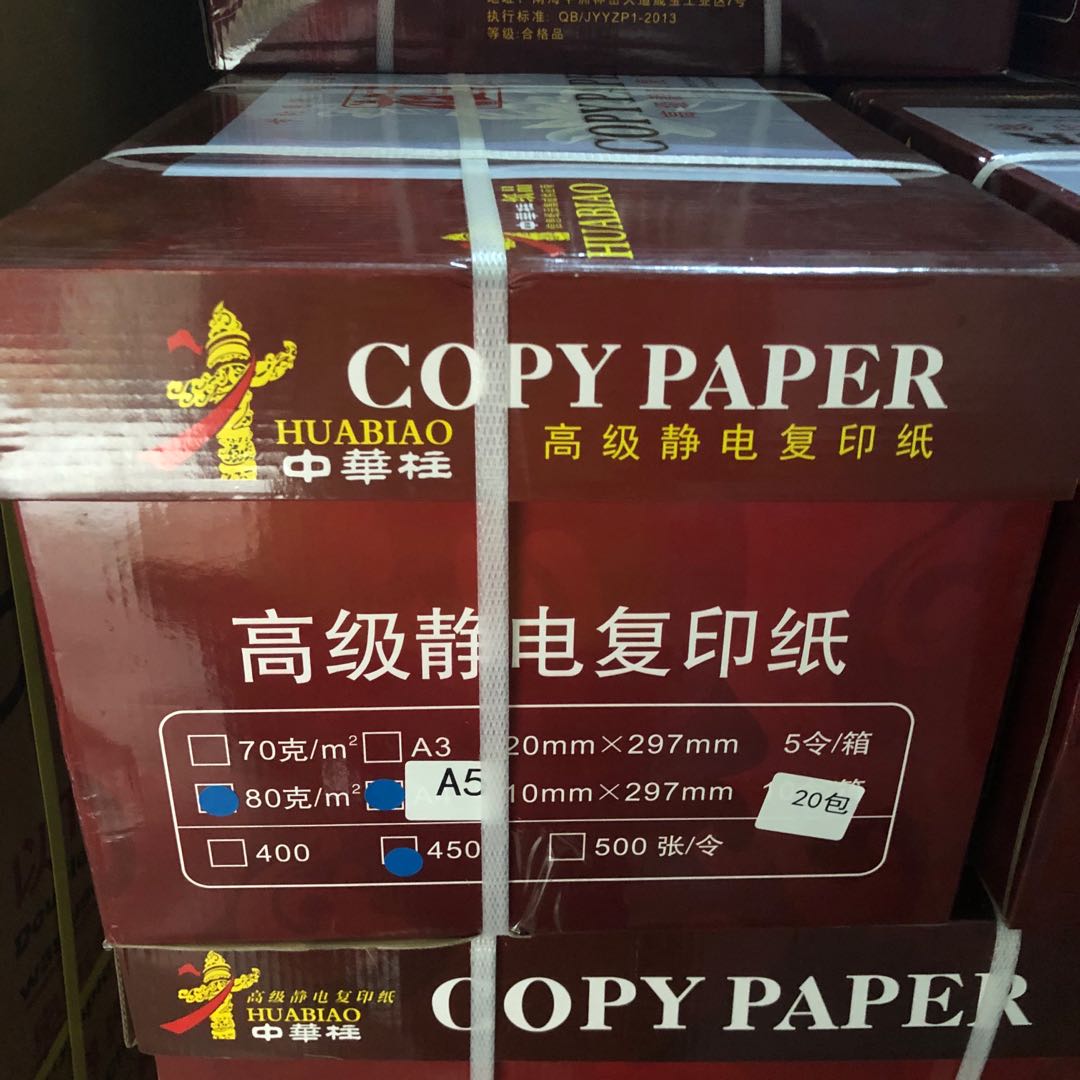 执行标准: QB/JYYZP1-2013
等级:合格品
COPY
HUABIAO
中華柱
COPY PAPER
HUABIAO
中華柱
高级静电复印纸
高级静电复印纸
70克/m² A3 20mm×297mm 5令/箱
80克/m² A5 10mm×297mm 20包
400 450 500 张/令
高级静电复印纸
HUABIAO
中華柱
COPY PAPER